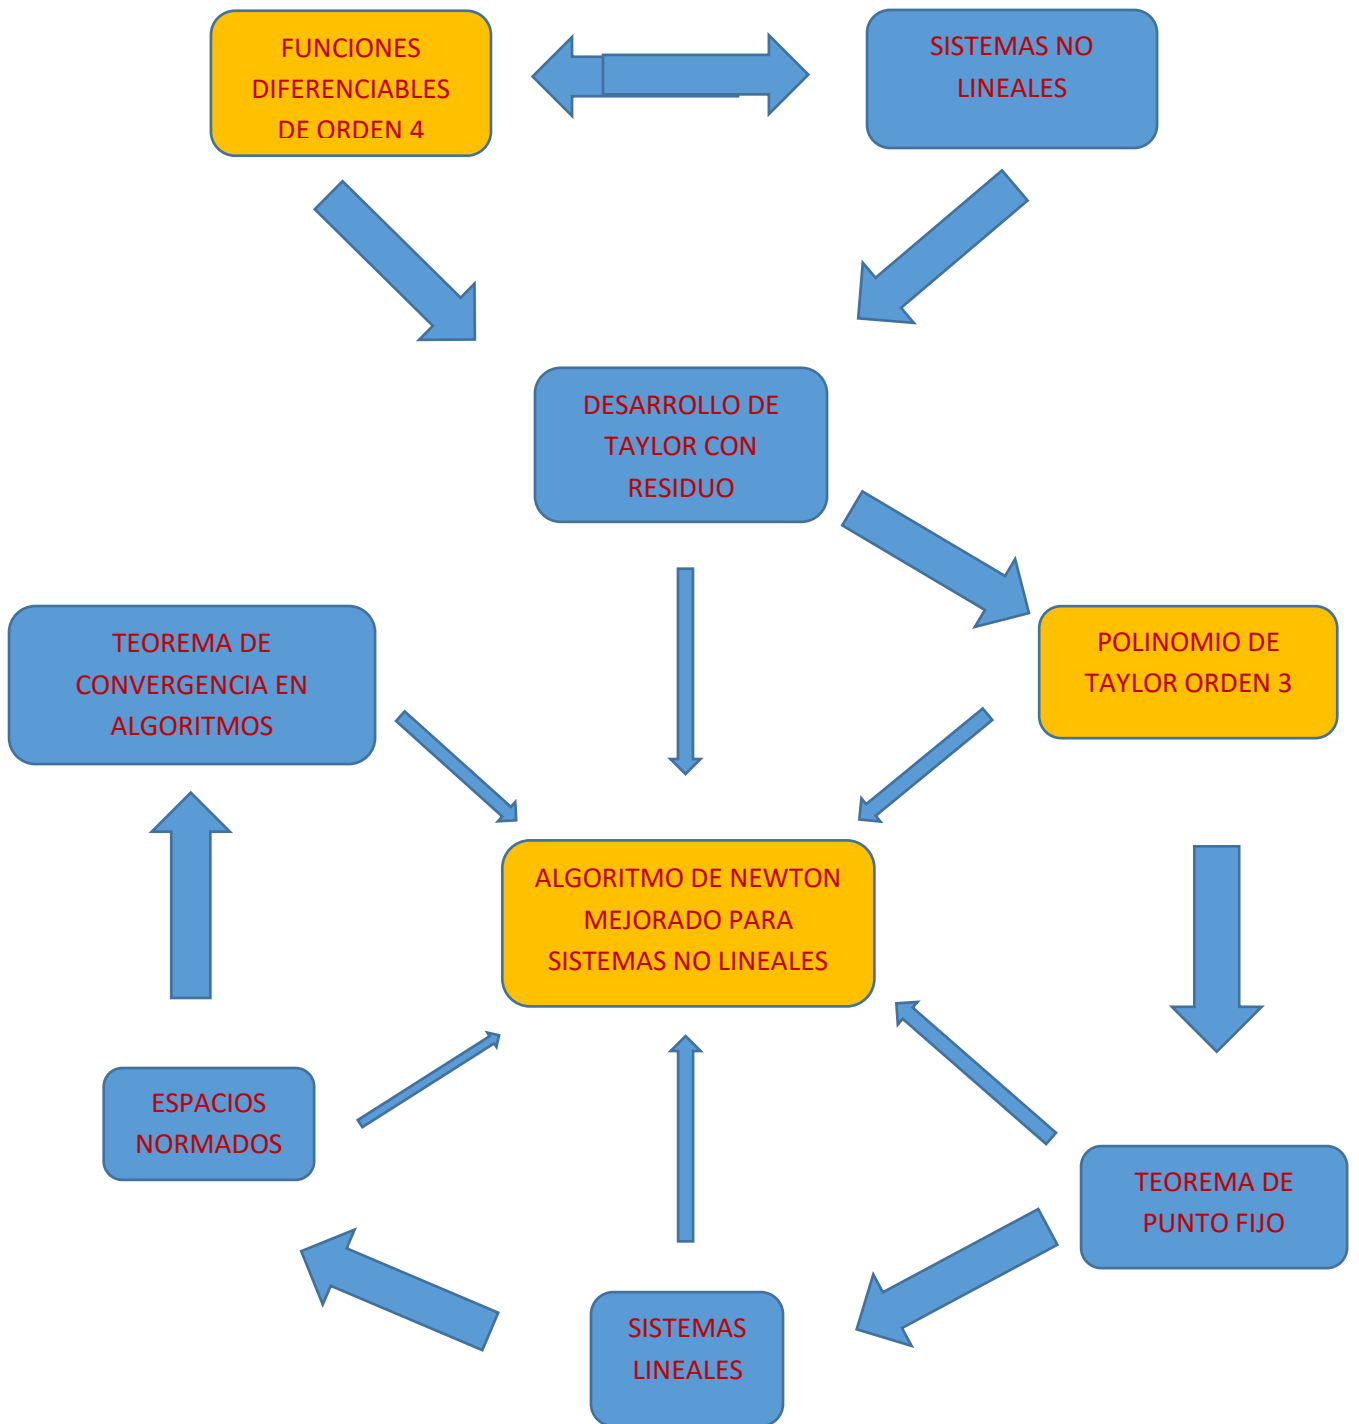 FUNCIONES
DIFERENCIABLES
DE ORDEN 4
SISTEMAS NO
LINEALES
DESARROLLO DE
TAYLOR CON
RESIDUO
TEOREMA DE
CONVERGENCIA EN
ALGORITMOS
POLINOMIO DE
TAYLOR ORDEN 3
ALGORITMO DE NEWTON
MEJORADO PARA
SISTEMAS NO LINEALES
ESPACIOS
NORMADOS
TEOREMA DE
PUNTO FIJO
SISTEMAS
LINEALES